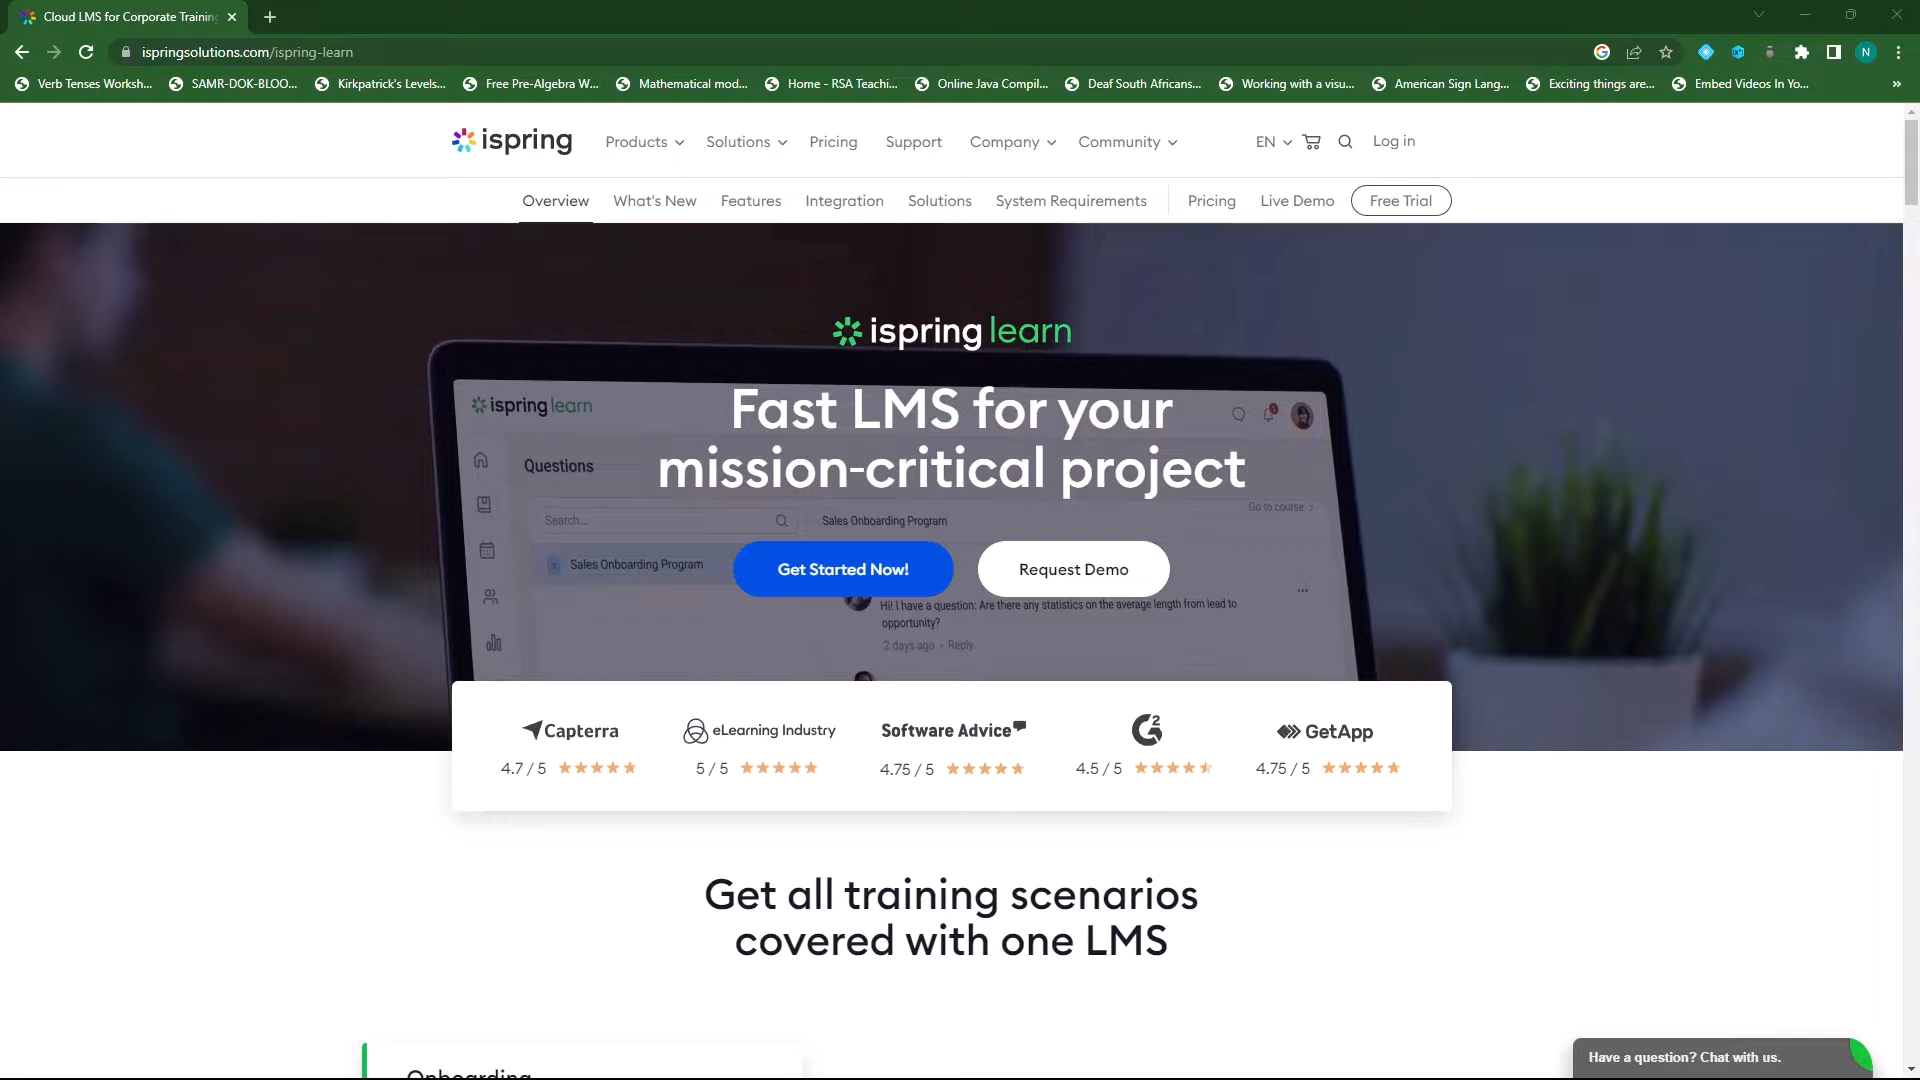 Cloud LMS for Corporate Training
ispringsolutions.com/ispring-learn
N
Verb Tenses Worksh...
SAMR-DOK-BLOO...
Kirkpatrick's Levels...
Free Pre-Algebra W...
Mathematical mod...
Home - RSA Teachi...
Online Java Compil...
Deaf South Africans...
Working with a visu...
American Sign Lang...
Exciting things are...
Embed Videos In Yo...
»
ispring
Products
Solutions
Pricing
Support
Company
Community
EN
Log in
Overview
What's New
Features
Integration
Solutions
System Requirements
Pricing
Live Demo
Free Trial
ispring learn
Fast LMS for your
mission-critical project
ispring learn
Questions
Search...
Sales Onboarding Program
Go to course
Sales Onboarding Program
Get Started Now!
Request Demo
Hi! I have a question: Are there any statistics on the average length from lead to
opportunity?
2 days ago • Reply
Capterra
4.7 / 5
eLearning Industry
5 / 5
Software Advice
4.75 / 5
G2
4.5 / 5
GetApp
4.75 / 5
Get all training scenarios
covered with one LMS
Onboarding
Have a question? Chat with us.